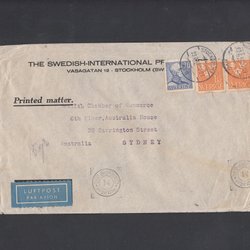 THE SWEDISH-INTERNATIONAL
VASAGATAN 12 - STOCKHOLM (SW
Printed matter.
Chamber of Commerce
6th Floor, Australia House
38 Carrington Street
SYDNEY
Australia
LUFTPOST
PAR AVION